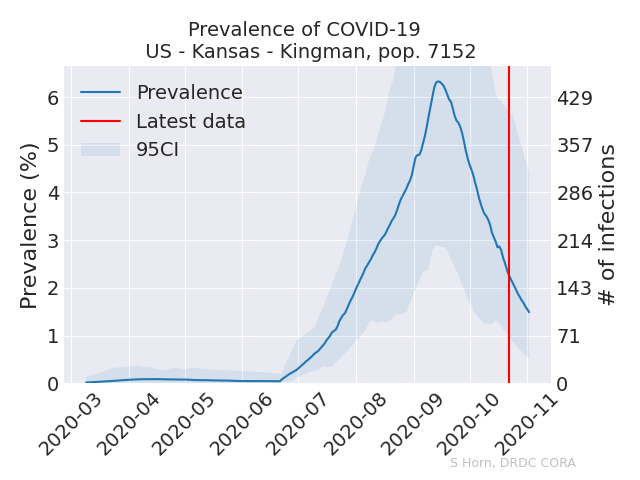 Prevalence of COVID-19
US - Kansas - Kingman, pop. 7152
Prevalence
Latest data
95CI
Prevalence (%)
6
5
4
3
2
1
0
429
357
286
214
143
71
0
# of infections
2020-03
2020-04
2020-05
2020-06
2020-07
2020-08
2020-09
2020-10
2020-11
S Horn, DRDC CORA